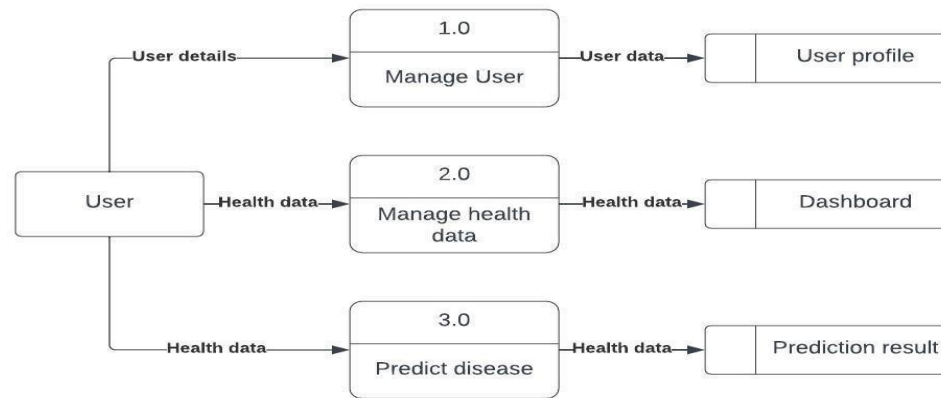 1.0
User details
Manage User
User data
User profile
User
Health data
2.0
Manage health
data
Health data
Dashboard
Health data
3.0
Predict disease
Health data
Prediction result